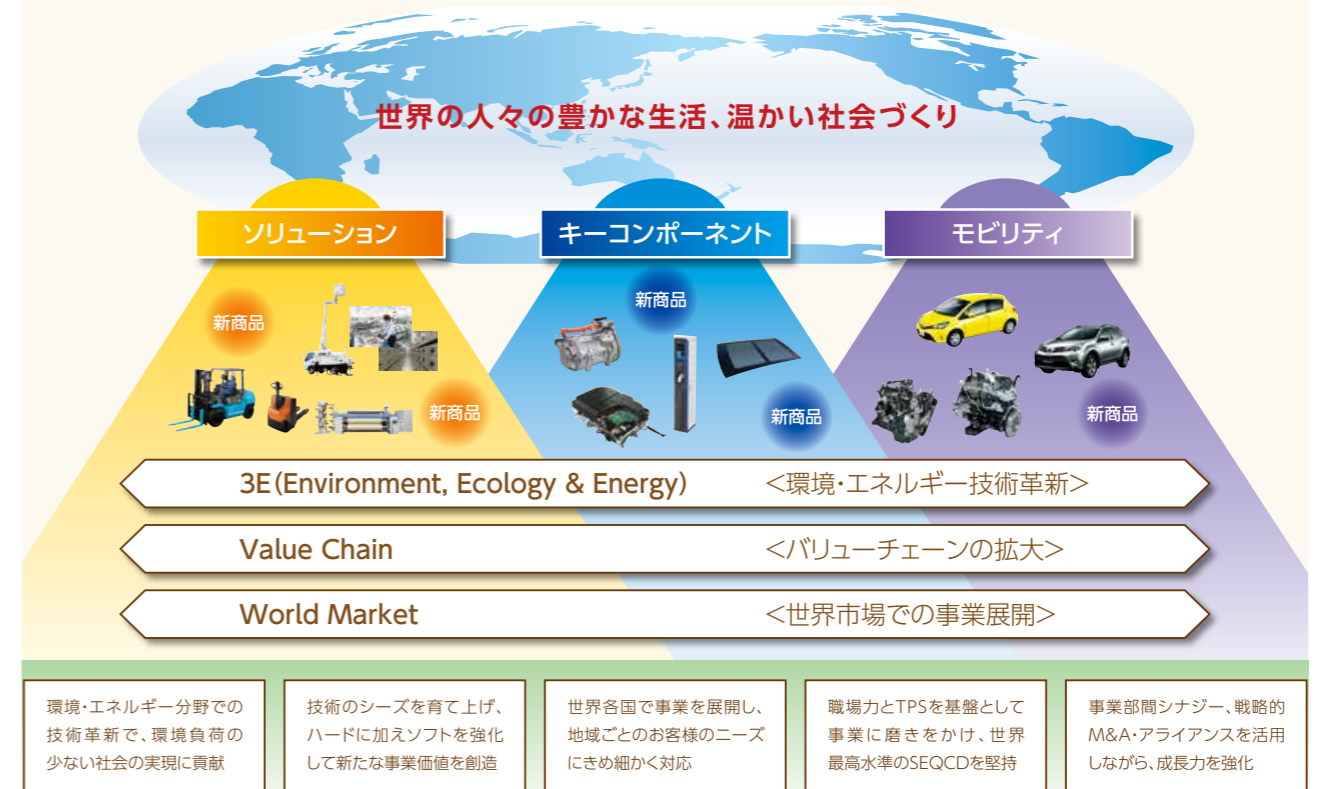 世界の人々の豊かな生活、温かい社会づくり
ソリューション
キーコンポーネント
モビリティ
新商品
新商品
新商品
新商品
新商品
3E(Environment, Ecology & Energy) <環境・エネルギー技術革新>
Value Chain <バリューチェーンの拡大>
World Market <世界市場での事業展開>
環境・エネルギー分野での
技術革新で、環境負荷の
少ない社会の実現に貢献
技術のシーズを育て上げ、
ハードに加えソフトを強化
して新たな事業価値を創造
世界各国で事業を展開し、
地域ごとのお客様のニーズ
にきめ細かく対応
職場力とTPSを基盤として
事業に磨きをかけ、世界
最高水準のSEQCDを堅持
事業部間シナジー、戦略的
M&A・アライアンスを活用
しながら、成長力を強化